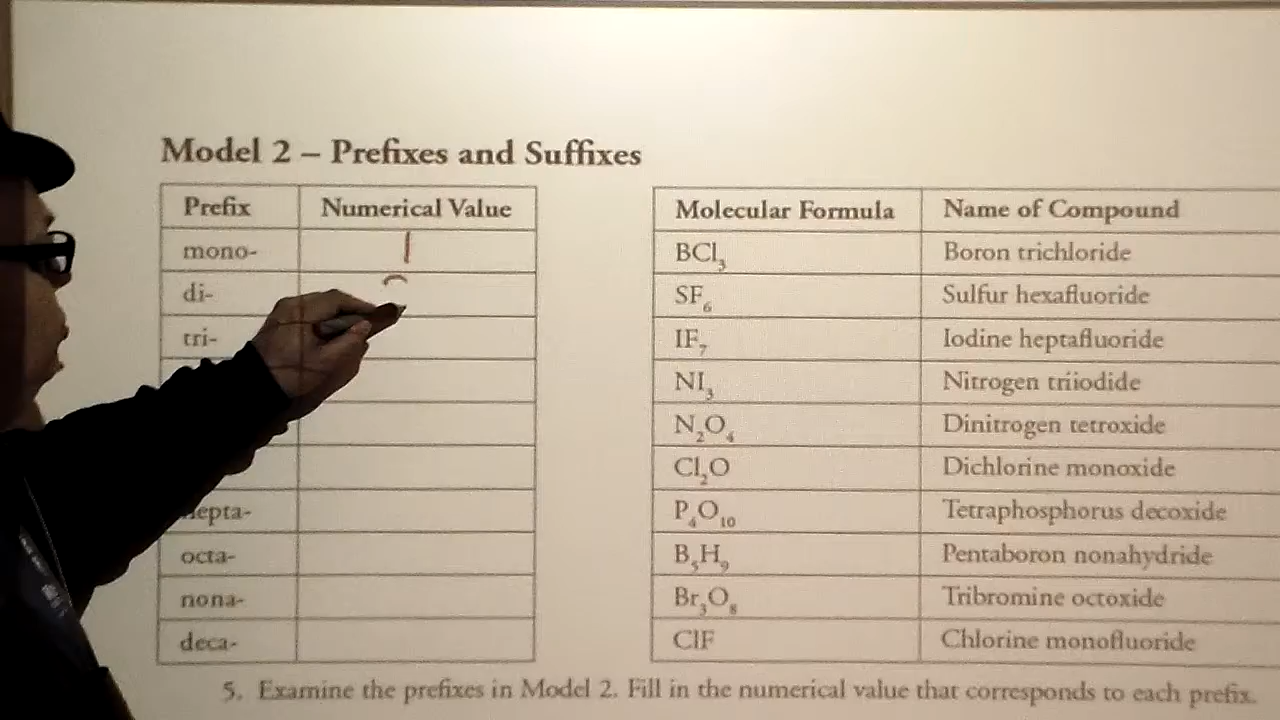 Model 2 – Prefixes and Suffixes
Prefix Numerical Value
mono- 1
di-
tri-
hepta-
octa-
nona-
deca-
Molecular Formula Name of Compound
BCl₃ Boron trichloride
SF₆ Sulfur hexafluoride
IF₇ Iodine heptafluoride
NI₃ Nitrogen triiodide
N₂O₄ Dinitrogen tetroxide
Cl₂O Dichlorine monoxide
P₄O₁₀ Tetraphosphorus decoxide
B₅H₉ Pentaboron nonahydride
Br₃O₈ Tribromine octoxide
ClF Chlorine monofluoride
5. Examine the prefixes in Model 2. Fill in the numerical value that corresponds to each prefix.